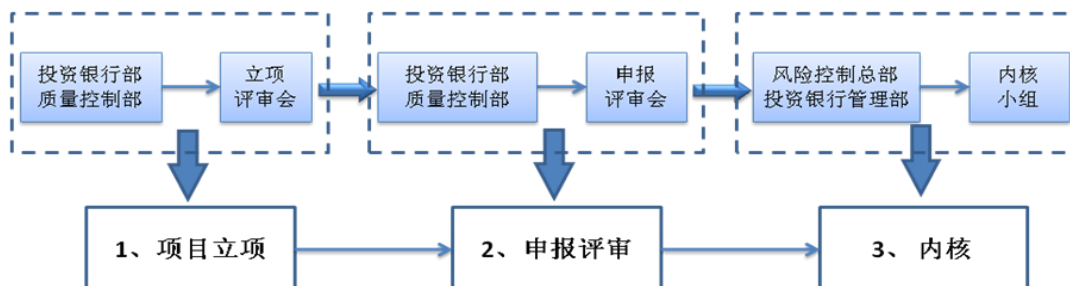 投资银行部
质量控制部
立项
评审会
投资银行部
质量控制部
申报
评审会
风险控制总部
投资银行管理部
内核
小组
1、项目立项
2、申报评审
3、内核